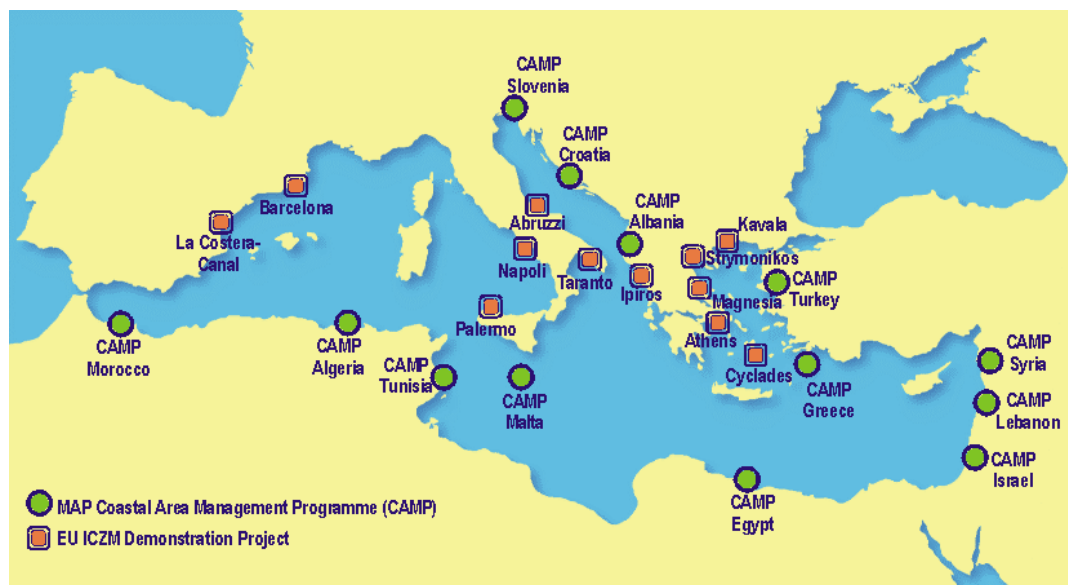 CAMP
Slovenia
CAMP
Croatia
Barcelona
La Costera-
Canal
Abruzzi
CAMP
Albania
Kavala
Napoli
Taranto
Ipiros
Strymonikos
Magnesia
CAMP
Turkey
Palermo
Athens
CAMP
Morocco
CAMP
Algeria
CAMP
Tunisia
CAMP
Malta
Cyclades
CAMP
Greece
CAMP
Syria
CAMP
Lebanon
CAMP
Israel
CAMP
Egypt
MAP Coastal Area Management Programme (CAMP)
EU ICZM Demonstration Project